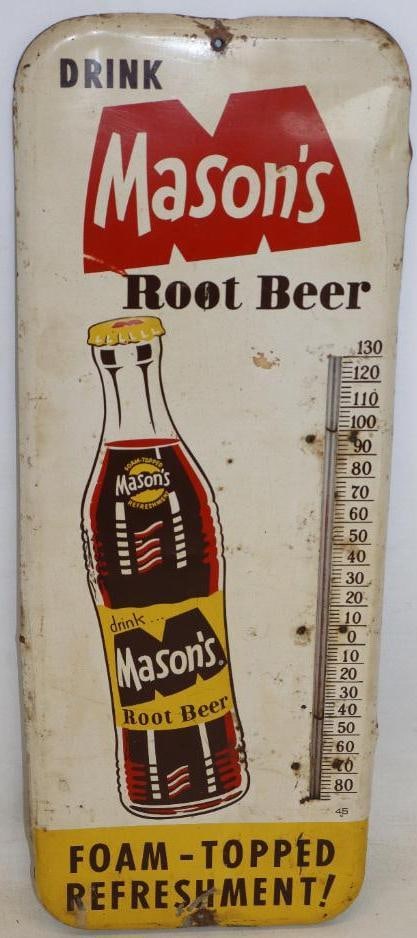 DRINK
Mason's
Root Beer
130
120
110
100
90
80
70
60
50
40
30
20
10
0
10
20
30
40
50
60
70
80
45
FOAM-TOPPED
Mason's
REFRESHMENT
drink...
Mason's
Root Beer
FOAM-TOPPED
REFRESHMENT!